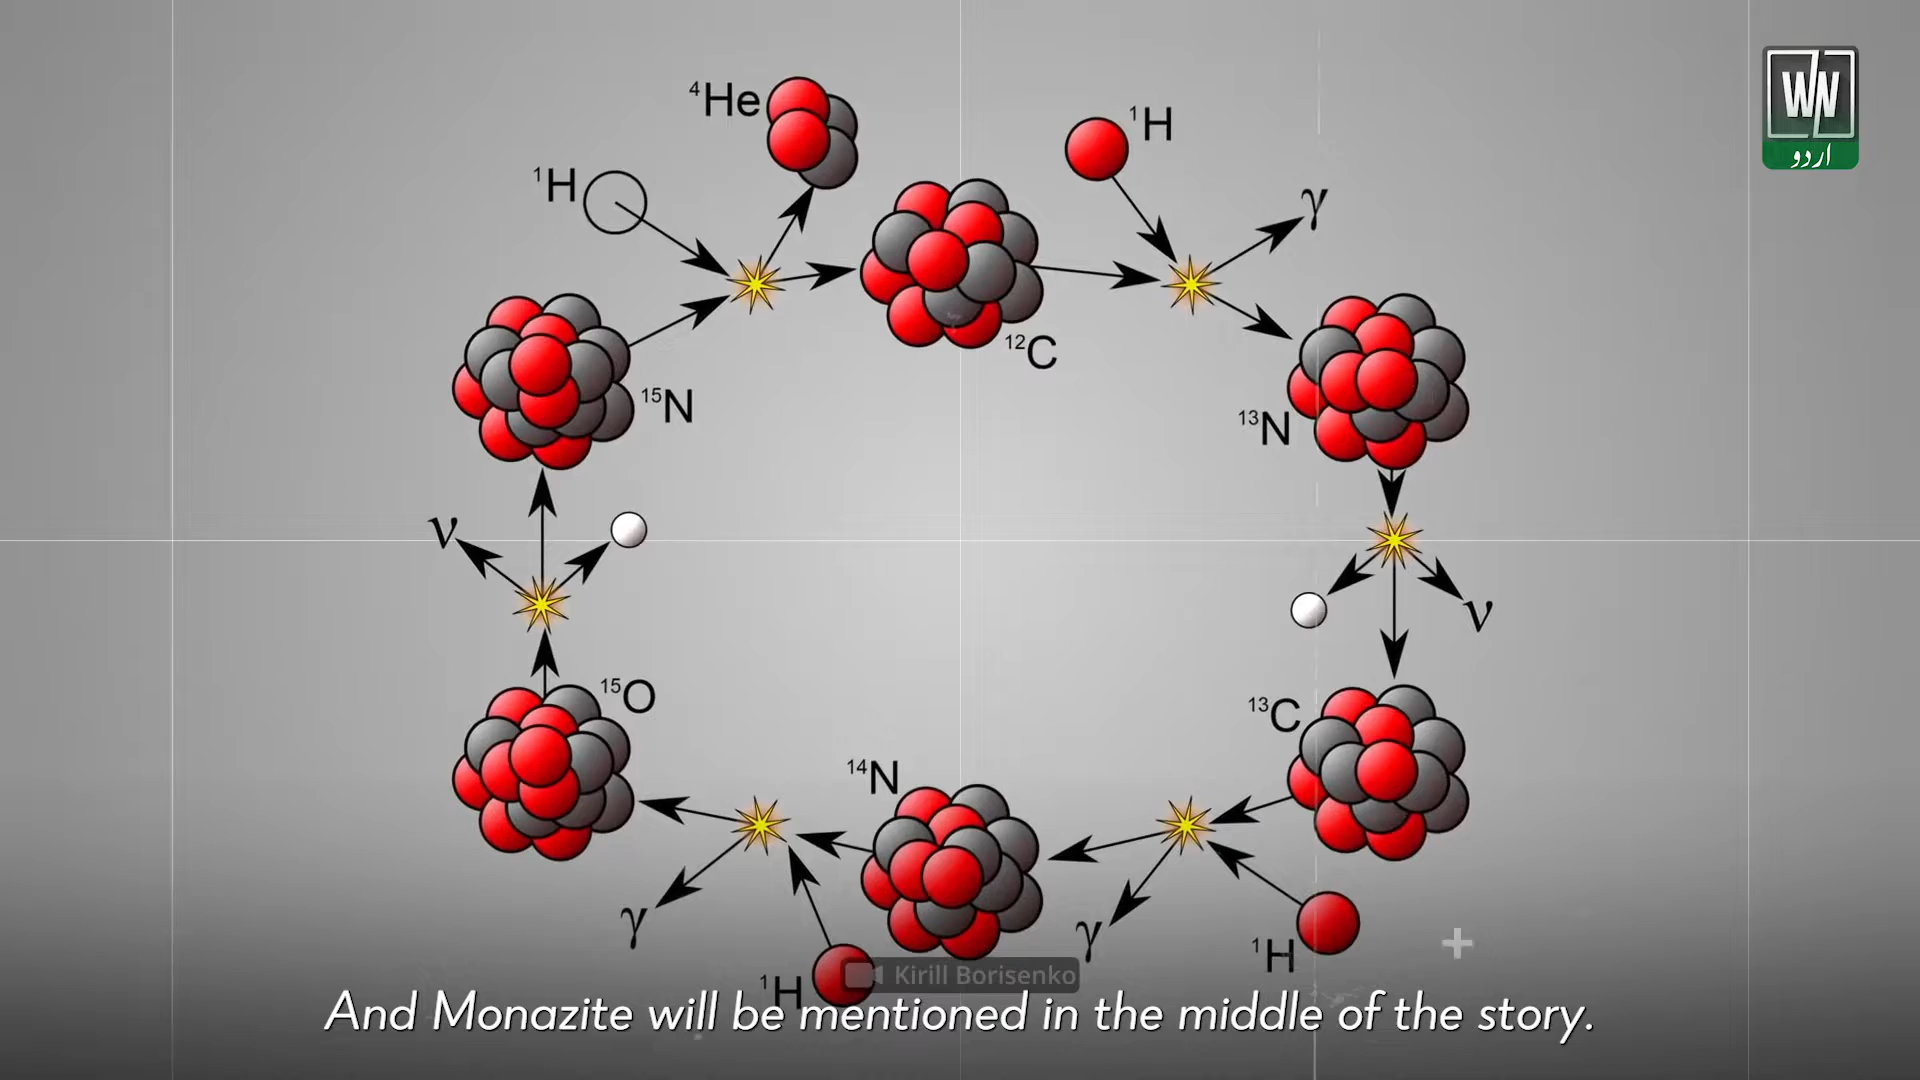 ⁴He
¹H
WN
اردو
¹H
γ
¹²C
¹⁵N
¹³N
ν
ν
¹⁵O
¹³C
¹⁴N
γ
γ
¹H
¹H
Kirill Borisenko
And Monazite will be mentioned in the middle of the story.